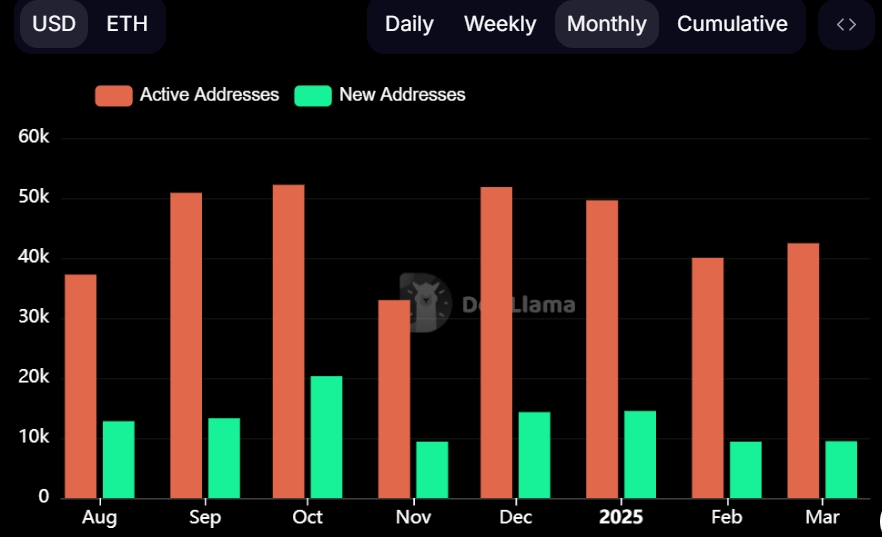 USD ETH Daily Weekly Monthly Cumulative <>
Active Addresses New Addresses
60k
50k
40k
30k
20k
10k
0
Aug Sep Oct Nov Dec 2025 Feb Mar